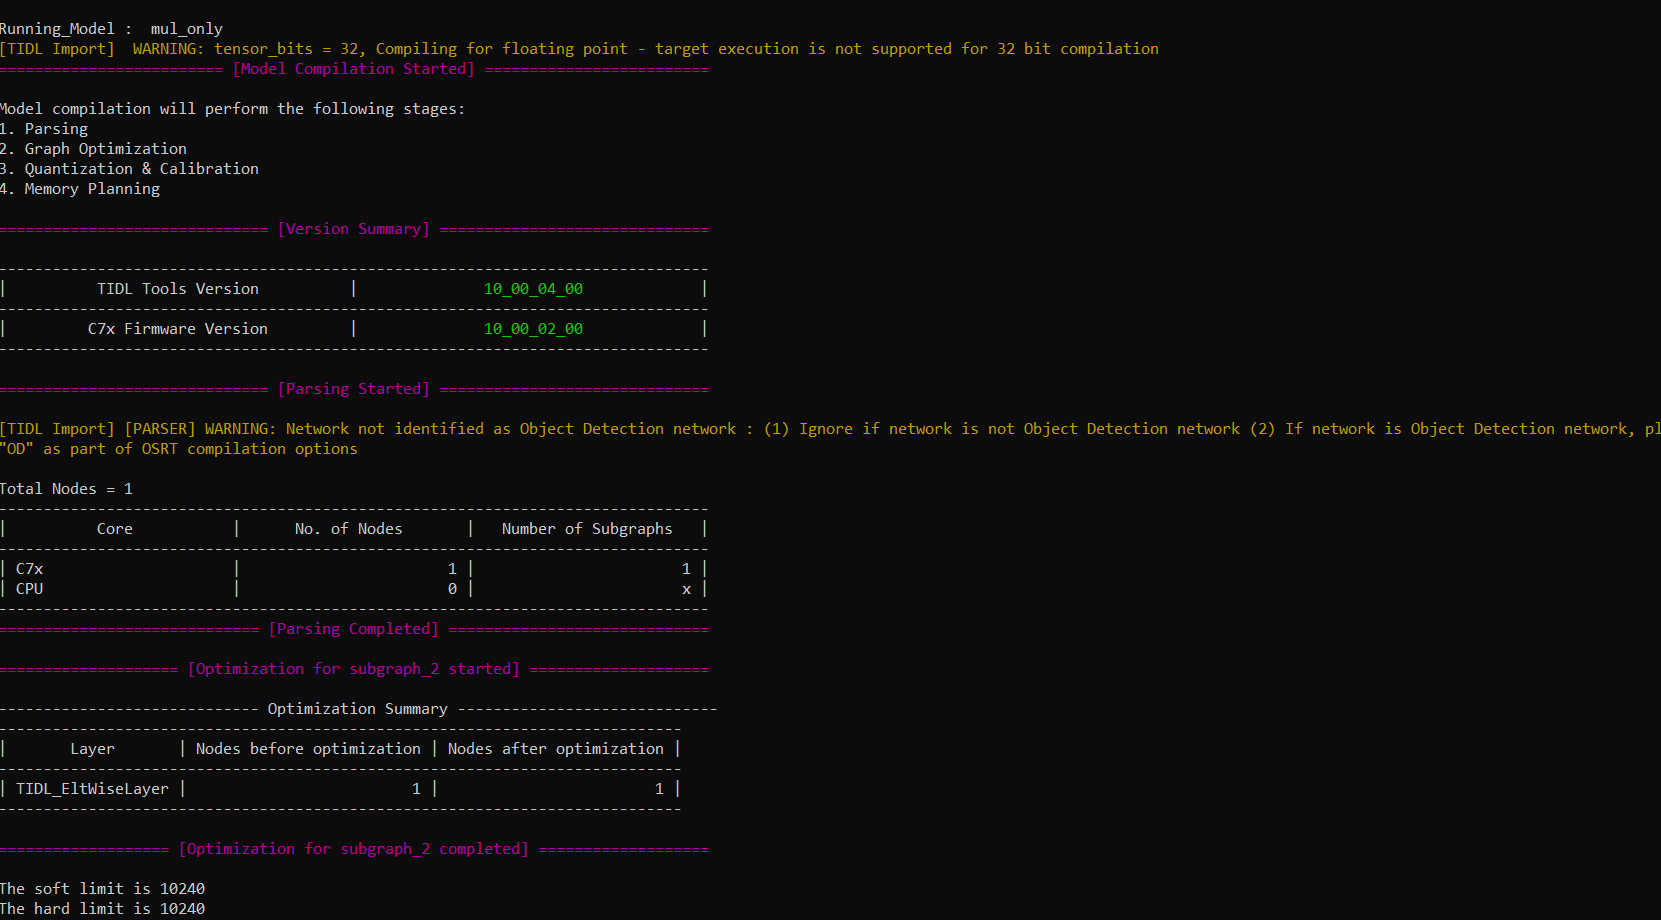 Running_Model :  mul_only
[TIDL Import]  WARNING: tensor_bits = 32, Compiling for floating point - target execution is not supported for 32 bit compilation
========================= [Model Compilation Started] =========================
Model compilation will perform the following stages:
1. Parsing
2. Graph Optimization
3. Quantization & Calibration
4. Memory Planning
============================== [Version Summary] ==============================
-------------------------------------------------------------------------------
|          TIDL Tools Version          |              10_00_04_00             |
-------------------------------------------------------------------------------
|         C7x Firmware Version         |              10_00_02_00             |
-------------------------------------------------------------------------------
============================== [Parsing Started] ==============================
[TIDL Import] [PARSER] WARNING: Network not identified as Object Detection network : (1) Ignore if network is not Object Detection network (2) If network is Object Detection network, pl
"OD" as part of OSRT compilation options
Total Nodes = 1
-------------------------------------------------------------------------------
|          Core           |      No. of Nodes       |   Number of Subgraphs   |
-------------------------------------------------------------------------------
| C7x                     |                       1 |                       1 |
| CPU                     |                       0 |                       x |
-------------------------------------------------------------------------------
============================= [Parsing Completed] =============================
==================== [Optimization for subgraph_2 started] ====================
----------------------------- Optimization Summary -----------------------------
----------------------------------------------------------------------------
|       Layer       | Nodes before optimization | Nodes after optimization |
----------------------------------------------------------------------------
| TIDL_EltWiseLayer |                         1 |                        1 |
----------------------------------------------------------------------------
=================== [Optimization for subgraph_2 completed] ===================
The soft limit is 10240
The hard limit is 10240